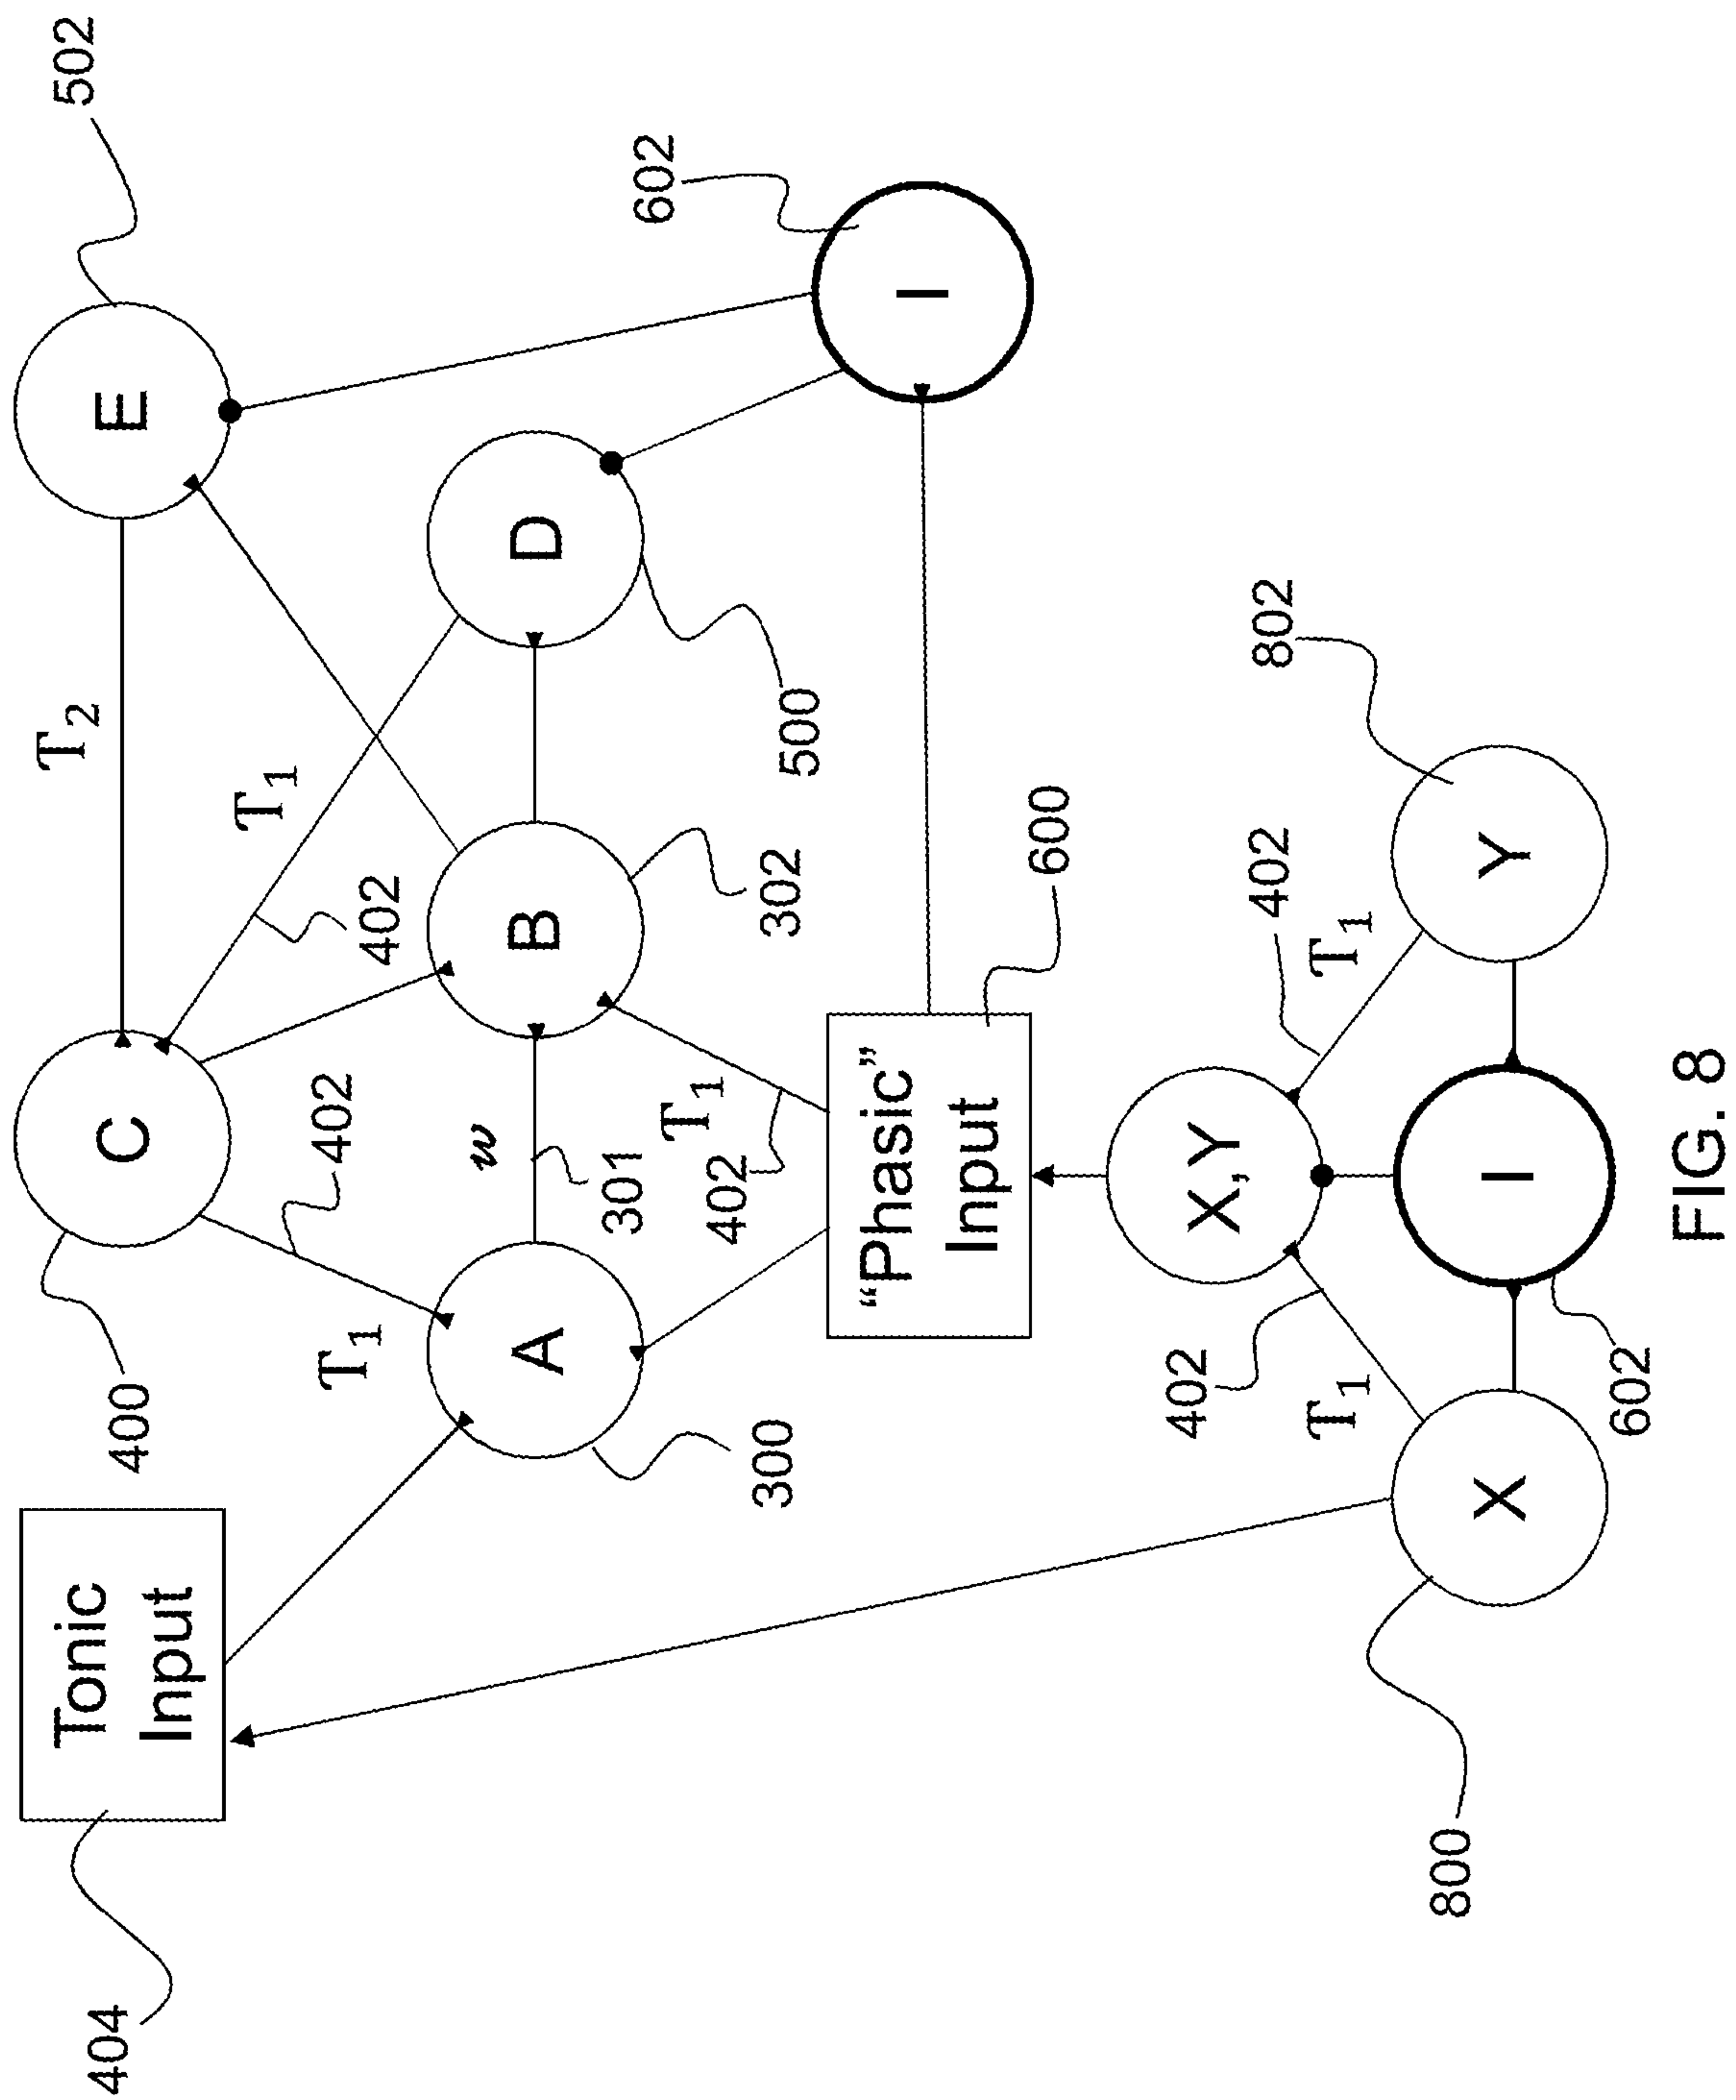 404
Tonic
Input
400
C
T2
E
502
T1
T1
402
402
w
A
B
D
301
602
T1
402
300
302
500
"Phasic"
Input
I
600
402
X,Y
402
802
T1
T1
800
X
I
Y
602
FIG. 8